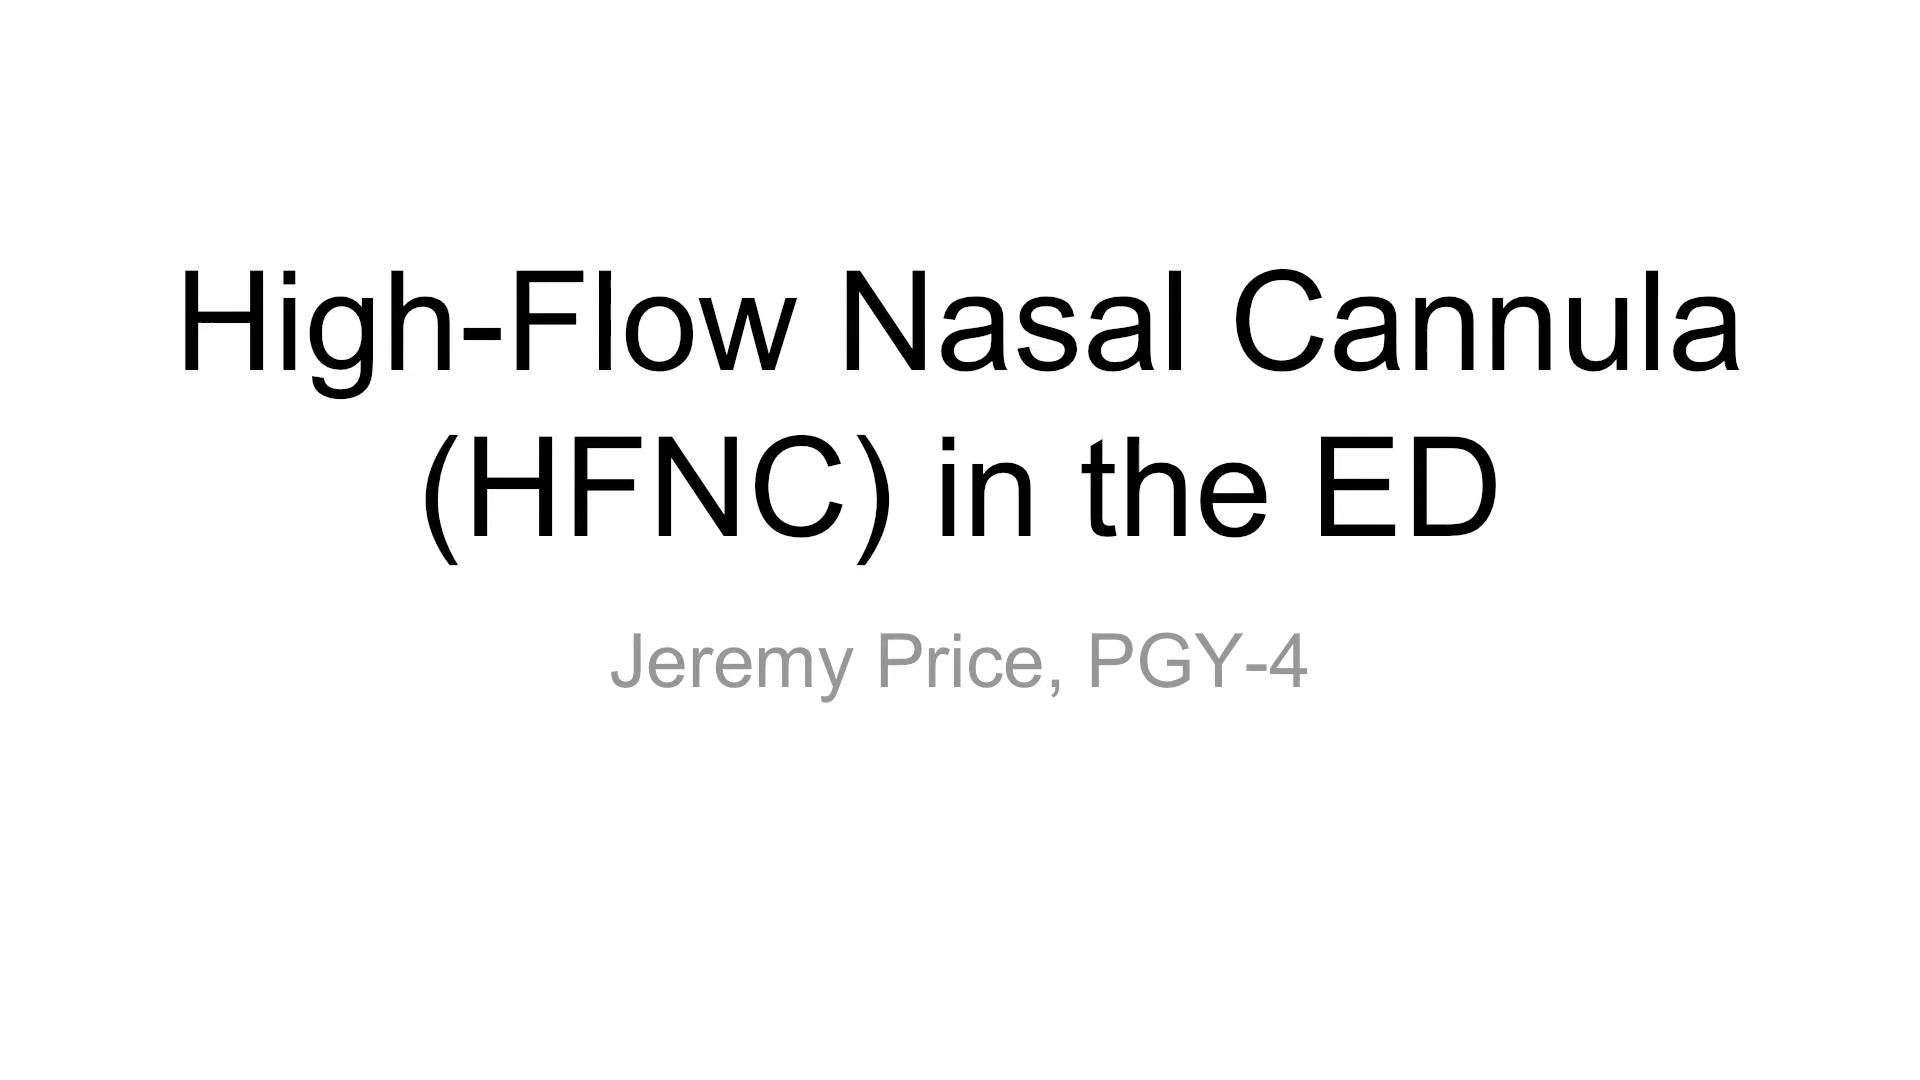 High-Flow Nasal Cannula
(HFNC) in the ED
Jeremy Price, PGY-4